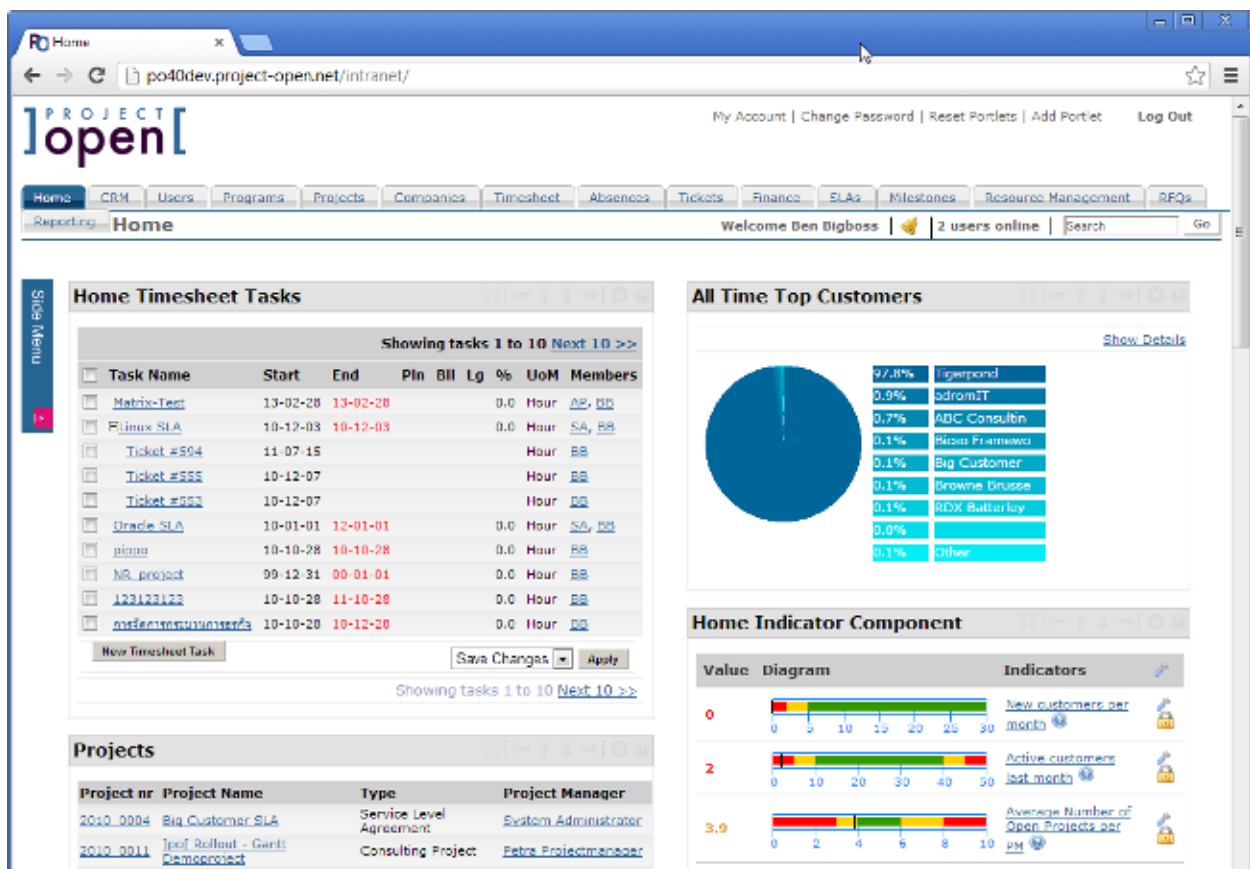 Home
po40dev.project-open.net/intranet/
]PROJECT open[
My Account | Change Password | Reset Portlets | Add Portlet Log Out
Home CRM Users Programs Projects Companies Timesheet Absences Tickets Finance SLAs Milestones Resource Management RFQs
Reporting Home Welcome Ben Bigboss | 2 users online | Search Go
Side Menu
Home Timesheet Tasks
Showing tasks 1 to 10 Next 10 >>
Task Name Start End Pln Bll Lg % UoM Members
Matrix-Test 13-02-28 13-02-28 0.0 Hour AP, BB
Linux SLA 10-12-03 10-12-03 0.0 Hour SA, BB
Ticket #594 11-07-15 Hour BB
Ticket #555 10-12-07 Hour BB
Ticket #553 10-12-07 Hour BB
Oracle SLA 10-01-01 12-01-01 0.0 Hour SA, BB
pippo 10-10-28 10-10-28 0.0 Hour BB
NR_project 99-12-31 00-01-01 0.0 Hour BB
123123123 10-10-28 11-10-28 0.0 Hour BB
10-10-28 10-12-28 0.0 Hour BB
New Timesheet Task Save Changes Apply
Showing tasks 1 to 10 Next 10 >>
Projects
Project nr Project Name Type Project Manager
2010_0004 Big Customer SLA Service Level Agreement System Administrator
2010_0011 ]po[ Rollout - Gantt Demoproject Consulting Project Petra Projectmanager
All Time Top Customers
Show Details
97.8% Tigerpond
0.9% adromIT
0.7% ABC Consultin
0.1% Bicso Framewo
0.1% Big Customer
0.1% Browne Brusse
0.1% RDX Batterley
0.0%
0.1% Other
Home Indicator Component
Value Diagram Indicators
0 0 5 10 15 20 25 30 New customers per month
2 0 10 20 30 40 50 Active customers last month
3.9 0 2 4 6 8 10 Average Number of Open Projects per PM